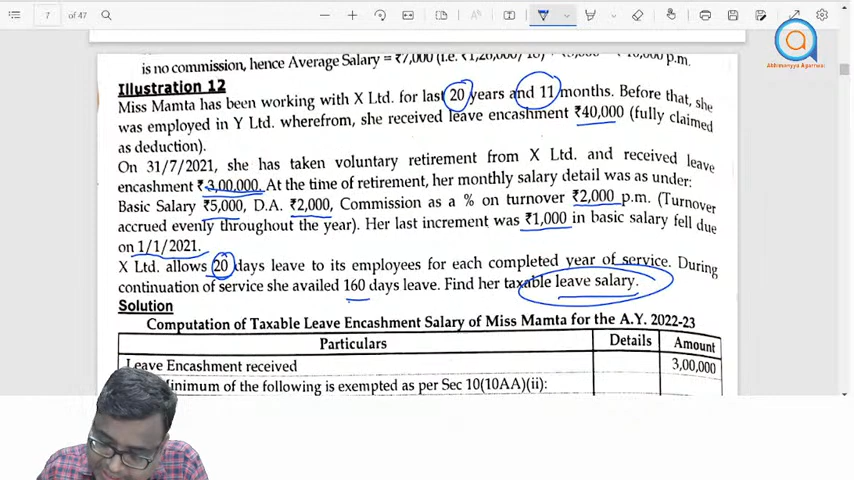 7 of 47
Abhimanyyu Agarrwal
is no commission, hence Average Salary = ₹7,000 (i.e. p.m.
Illustration 12
Miss Mamta has been working with X Ltd. for last 20 years and 11 months. Before that, she
was employed in Y Ltd. wherefrom, she received leave encashment ₹40,000 (fully claimed
as deduction).
On 31/7/2021, she has taken voluntary retirement from X Ltd. and received leave
encashment ₹ 3,00,000. At the time of retirement, her monthly salary detail was as under:
Basic Salary ₹5,000, D.A. ₹2,000, Commission as a % on turnover ₹2,000 p.m. (Turnover
accrued evenly throughout the year). Her last increment was ₹1,000 in basic salary fell due
on 1/1/2021.
X Ltd. allows 20 days leave to its employees for each completed year of service. During
continuation of service she availed 160 days leave. Find her taxable leave salary.
Solution
Computation of Taxable Leave Encashment Salary of Miss Mamta for the A.Y. 2022-23
Particulars Details Amount
Leave Encashment received 3,00,000
Minimum of the following is exempted as per Sec 10(10AA)(ii):